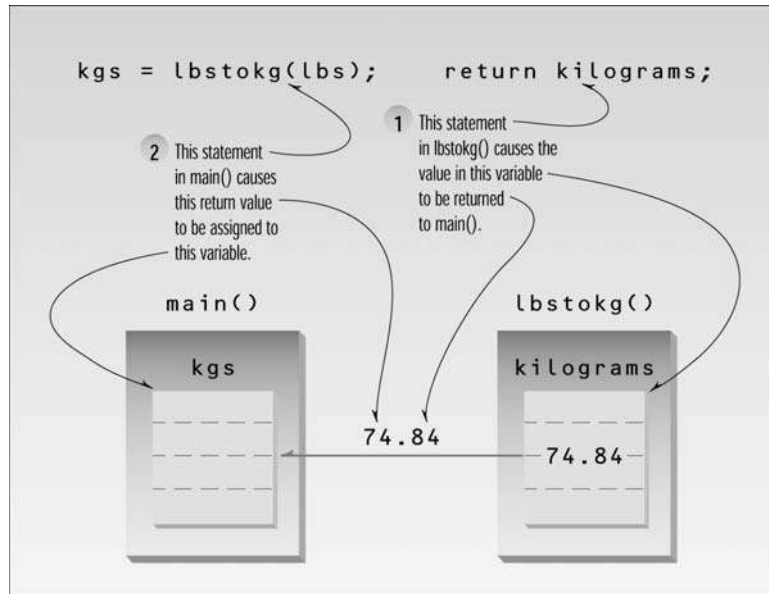 kgs = lbstokg(lbs);
return kilograms;
1 This statement
in lbstokg() causes the
value in this variable
to be returned
to main().
2 This statement
in main() causes
this return value
to be assigned to
this variable.
main()
lbstokg()
kgs
kilograms
74.84
74.84